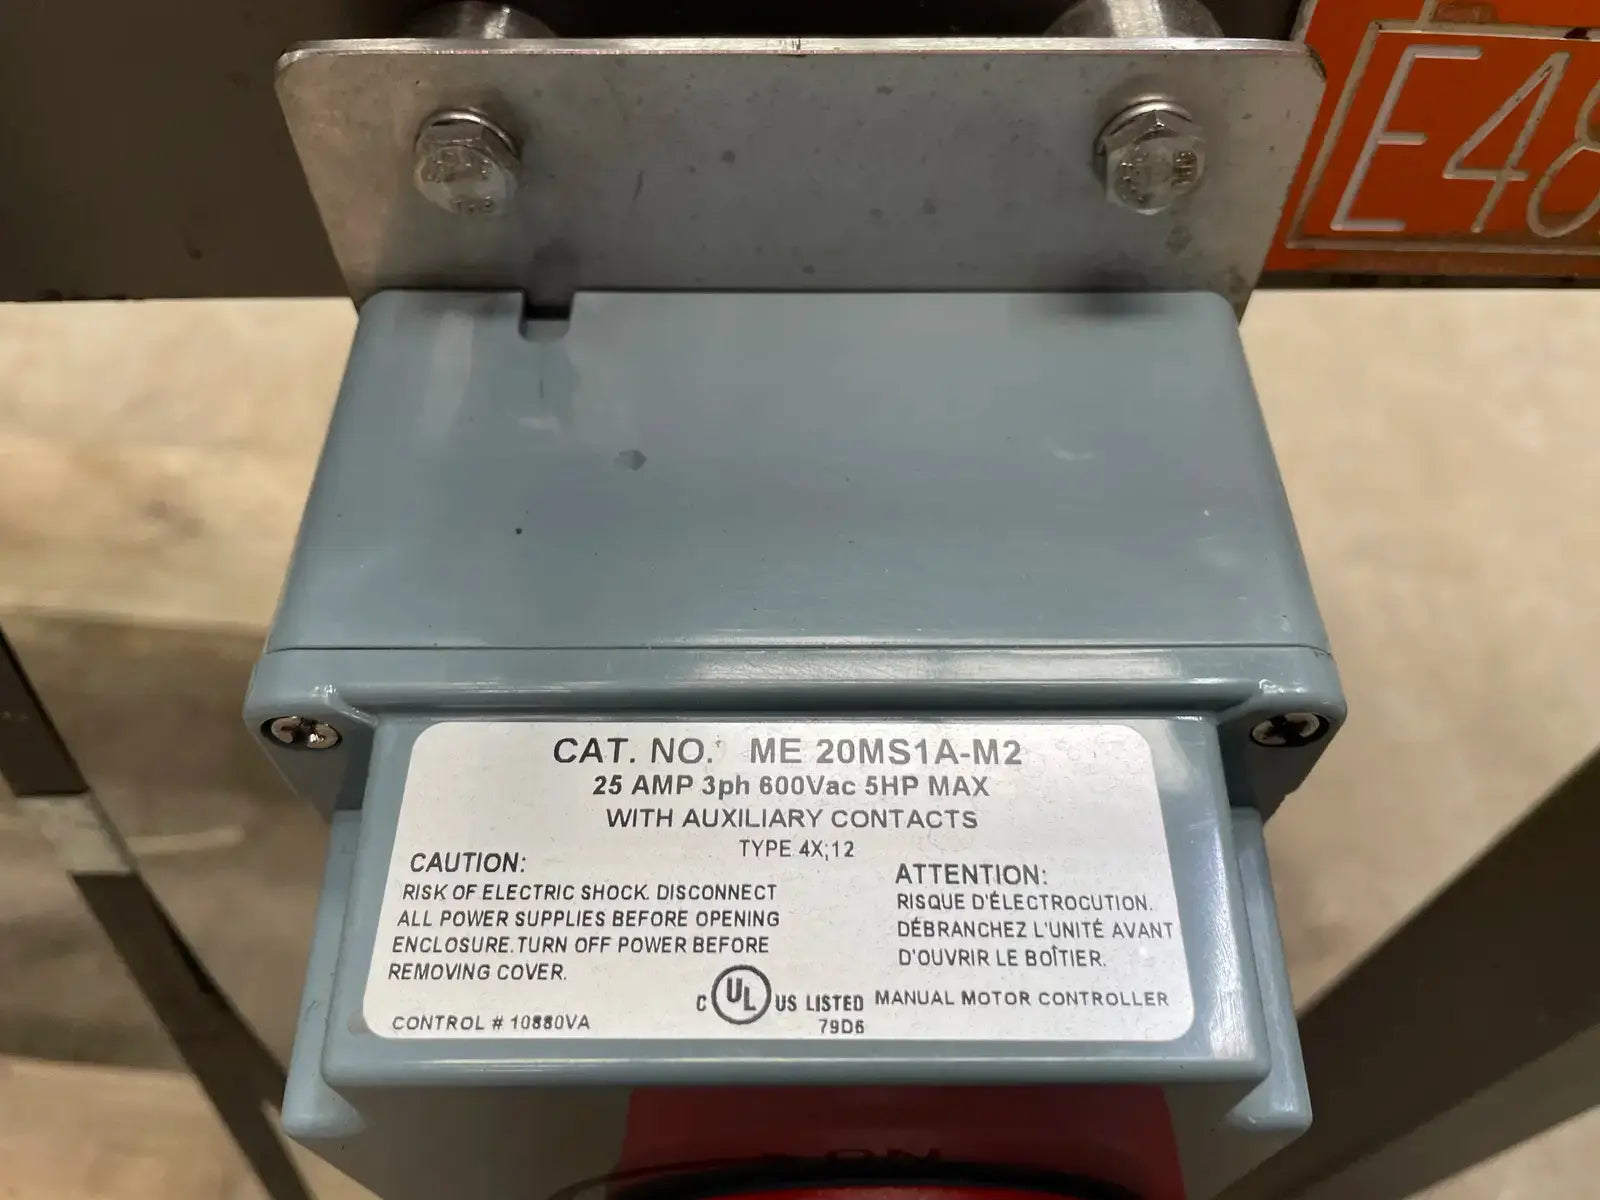 E48
CAT. NO. ME 20MS1A-M2
25 AMP 3ph 600Vac 5HP MAX
WITH AUXILIARY CONTACTS
TYPE 4X;12
CAUTION:
RISK OF ELECTRIC SHOCK. DISCONNECT
ALL POWER SUPPLIES BEFORE OPENING
ENCLOSURE. TURN OFF POWER BEFORE
REMOVING COVER.
CONTROL # 10880VA
ATTENTION:
RISQUE D'ÉLECTROCUTION.
DÉBRANCHEZ L'UNITÉ AVANT
D'OUVRIR LE BOÎTIER.
C UL US LISTED
79D6
MANUAL MOTOR CONTROLLER
ON